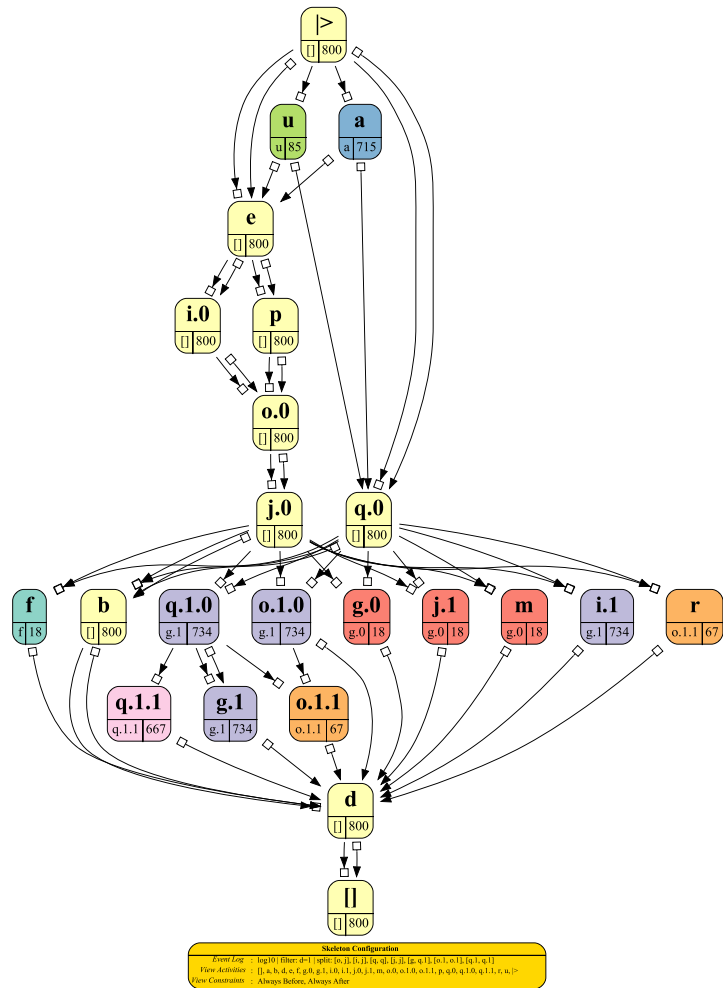 |>
[] 800
u
a
u 85
a 715
e
[] 800
i.0
p
[] 800
[] 800
o.0
[] 800
j.0
q.0
[] 800
[] 800
f
b
q.1.0
o.1.0
g.0
j.1
m
i.1
r
f 18
[] 800
g.1 734
g.1 734
g.0 18
g.0 18
g.0 18
g.1 734
o.1.1 67
q.1.1
g.1
o.1.1
q.1.1 667
g.1 734
o.1.1 67
d
[] 800
[]
[] 800
Skeleton Configuration
Event Log : log10 | filter: d=1 | split: [o, j], [i, j], [q, q], [j, j], [g, q.1], [o.1, o.1], [q.1, q.1]
View Activities : [], a, b, d, e, f, g.0, g.1, i.0, i.1, j.0, j.1, m, o.0, o.1.0, o.1.1, p, q.0, q.1.0, q.1.1, r, u, |>
View Constraints : Always Before, Always After